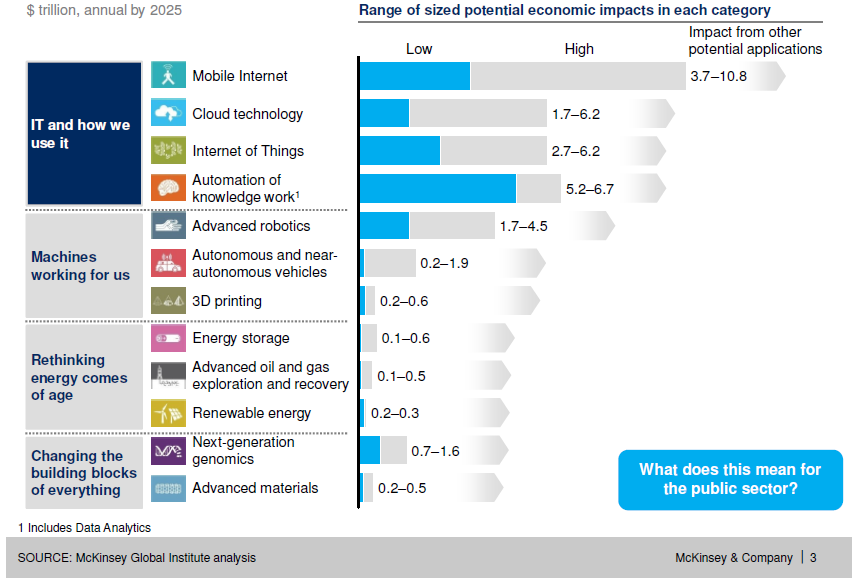 $ trillion, annual by 2025
Range of sized potential economic impacts in each category
Low
High
Impact from other
potential applications
IT and how we
use it
Mobile Internet
3.7–10.8
Cloud technology
1.7–6.2
Internet of Things
2.7–6.2
Automation of
knowledge work1
5.2–6.7
Machines
working for us
Advanced robotics
1.7–4.5
Autonomous and near-
autonomous vehicles
0.2–1.9
3D printing
0.2–0.6
Rethinking
energy comes
of age
Energy storage
0.1–0.6
Advanced oil and gas
exploration and recovery
0.1–0.5
Renewable energy
0.2–0.3
Changing the
building blocks
of everything
Next-generation
genomics
0.7–1.6
Advanced materials
0.2–0.5
What does this mean for
the public sector?
1 Includes Data Analytics
SOURCE: McKinsey Global Institute analysis
McKinsey & Company | 3